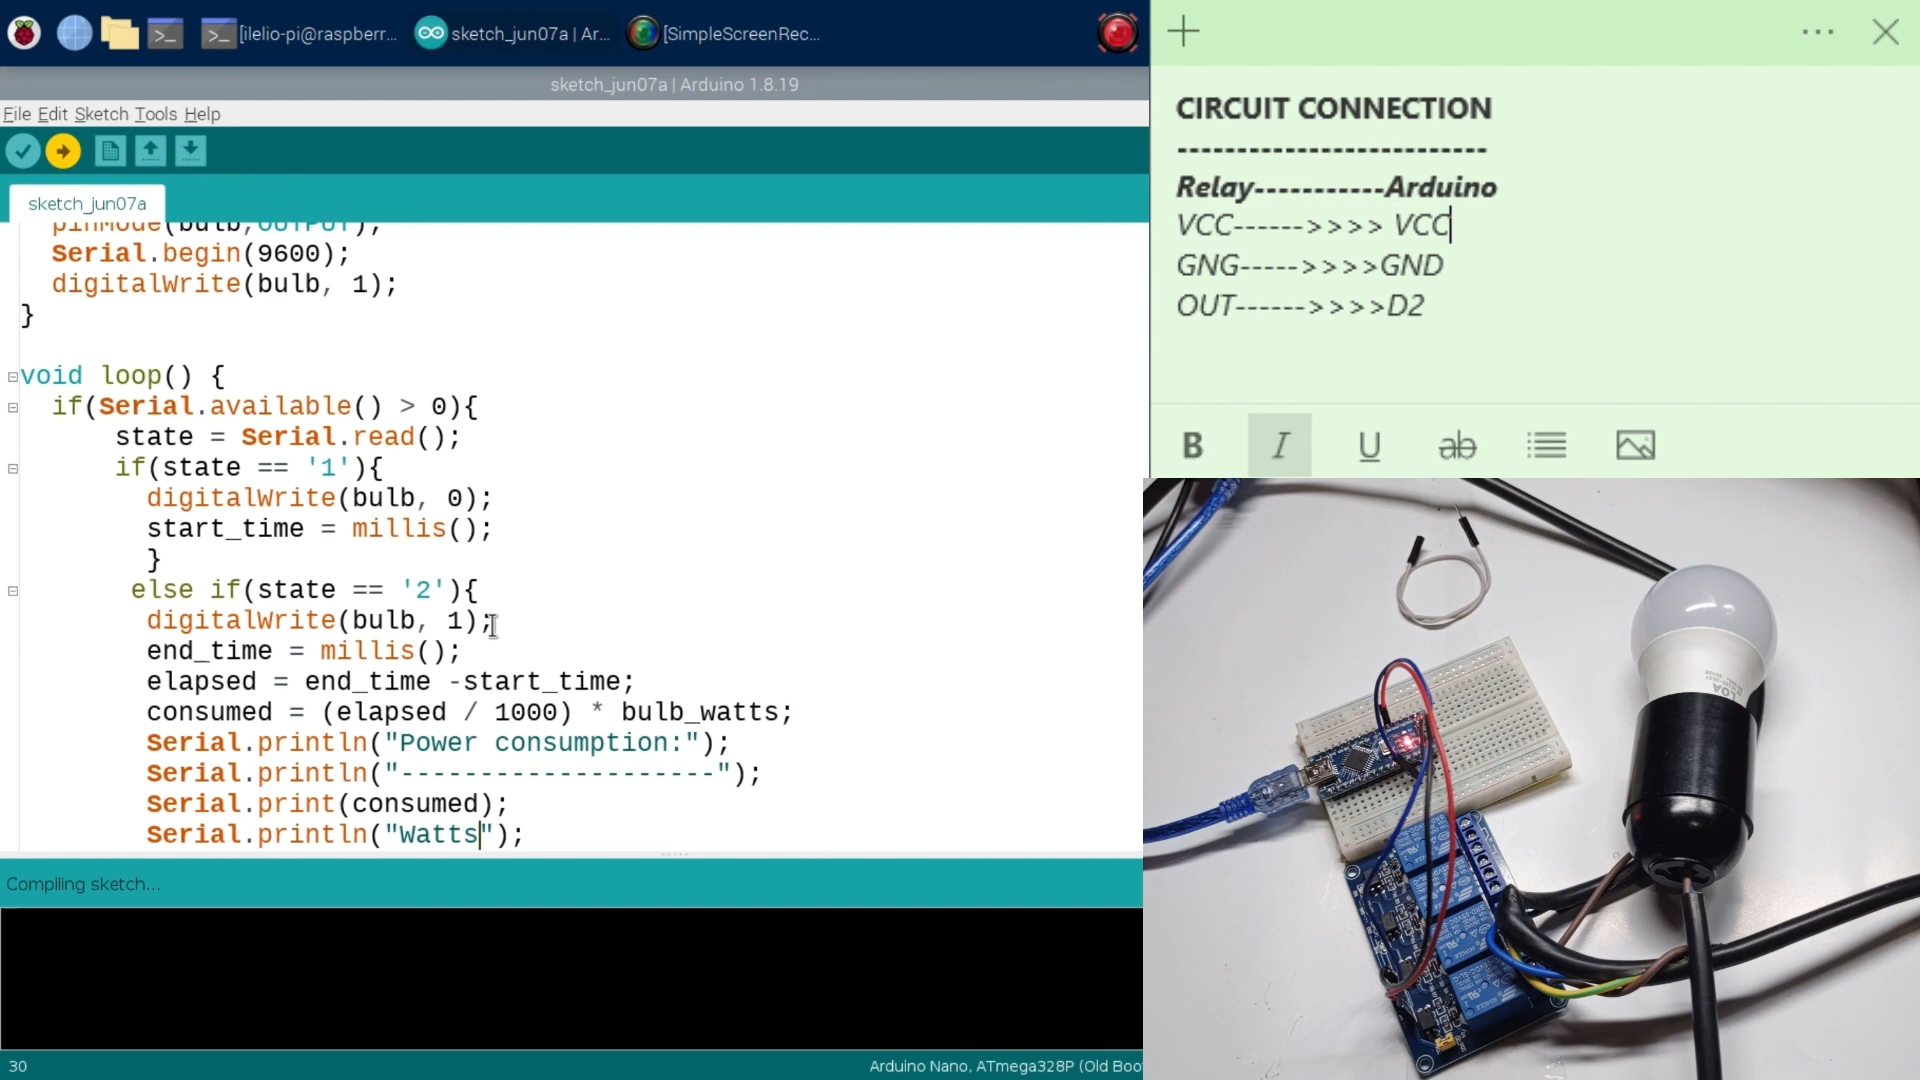 [ilelio-pi@raspberr...
sketch_jun07a | Ar...
[SimpleScreenRec...
sketch_jun07a | Arduino 1.8.19
File Edit Sketch Tools Help
sketch_jun07a
pinMode(bulb,OUTPUT);
Serial.begin(9600);
digitalWrite(bulb, 1);
}
void loop() {
if(Serial.available() > 0){
state = Serial.read();
if(state == '1'){
digitalWrite(bulb, 0);
start_time = millis();
}
else if(state == '2'){
digitalWrite(bulb, 1);
end_time = millis();
elapsed = end_time -start_time;
consumed = (elapsed / 1000) * bulb_watts;
Serial.println("Power consumption:");
Serial.println("--------------------");
Serial.print(consumed);
Serial.println("Watts");
Compiling sketch...
30
Arduino Nano, ATmega328P (Old Boo
CIRCUIT CONNECTION
--------------------------
Relay-----------Arduino
VCC------>>>> VCC
GNG----->>>>GND
OUT------>>>>D2
B
I
U
ab
LOA